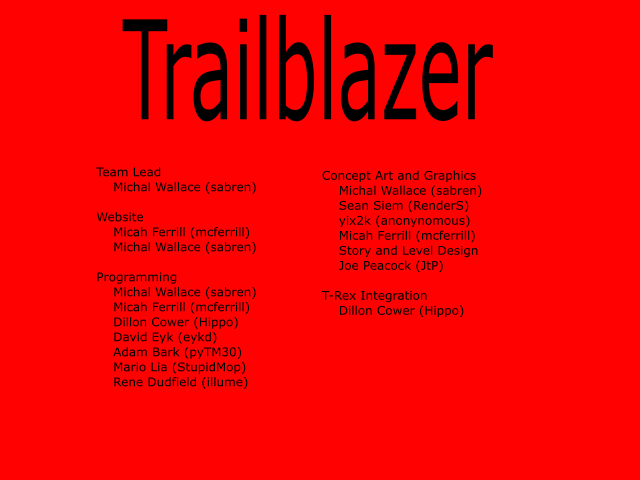 Trailblazer
Team Lead
Michal Wallace (sabren)
Website
Micah Ferrill (mcferrill)
Michal Wallace (sabren)
Programming
Michal Wallace (sabren)
Micah Ferrill (mcferrill)
Dillon Cower (Hippo)
David Eyk (eykd)
Adam Bark (pyTM30)
Mario Lia (StupidMop)
Rene Dudfield (illume)
Concept Art and Graphics
Michal Wallace (sabren)
Sean Siem (RenderS)
yix2k (anonynomous)
Micah Ferrill (mcferrill)
Story and Level Design
Joe Peacock (JtP)
T-Rex Integration
Dillon Cower (Hippo)